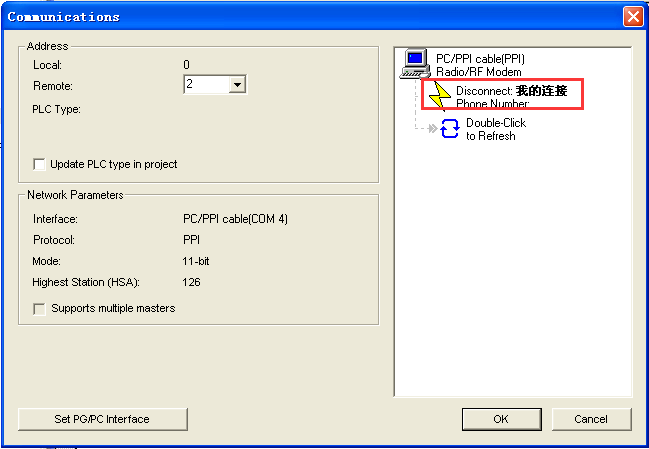 Communications
Address
Local: 0
Remote: 2
PLC Type:
Update PLC type in project
Network Parameters
Interface: PC/PPI cable(COM 4)
Protocol: PPI
Mode: 11-bit
Highest Station (HSA): 126
Supports multiple masters
PC/PPI cable(PPI)
Radio/RF Modem
Disconnect: 我的连接
Phone Number:
Double-Click
to Refresh
Set PG/PC Interface
OK
Cancel